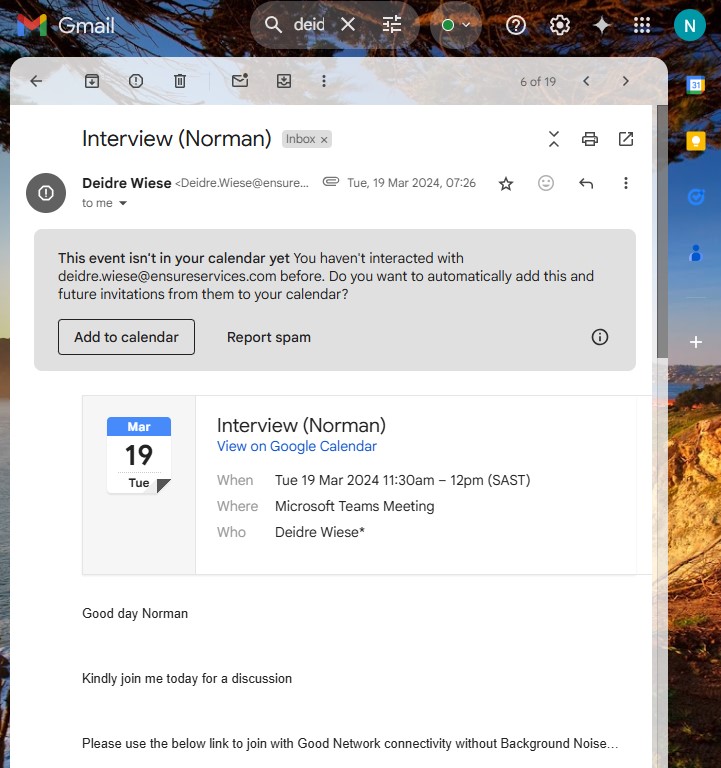 Gmail
deid
6 of 19
Interview (Norman) Inbox ×
Deidre Wiese <Deidre.Wiese@ensure... Tue, 19 Mar 2024, 07:26
to me
This event isn't in your calendar yet You haven't interacted with
deidre.wiese@ensureservices.com before. Do you want to automatically add this and
future invitations from them to your calendar?
Add to calendar Report spam
Mar
19
Tue
Interview (Norman)
View on Google Calendar
When Tue 19 Mar 2024 11:30am – 12pm (SAST)
Where Microsoft Teams Meeting
Who Deidre Wiese*
Good day Norman
Kindly join me today for a discussion
Please use the below link to join with Good Network connectivity without Background Noise...
N
31